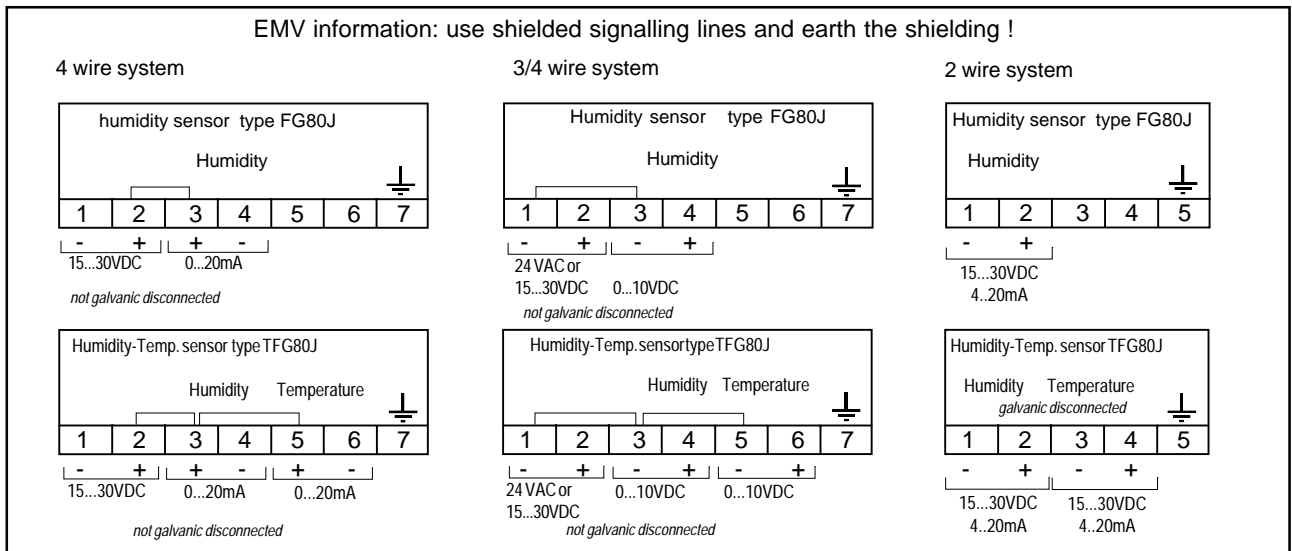 EMV information: use shielded signalling lines and earth the shielding !
4 wire system
humidity sensor type FG80J
Humidity
1 2 3 4 5 6 7
- + + -
15...30VDC 0...20mA
not galvanic disconnected
Humidity-Temp. sensor type TFG80J
Humidity Temperature
1 2 3 4 5 6 7
- + + - + -
15...30VDC 0...20mA 0...20mA
not galvanic disconnected
3/4 wire system
Humidity sensor type FG80J
Humidity
1 2 3 4 5 6 7
- + - +
24 VAC or
15...30VDC 0...10VDC
not galvanic disconnected
Humidity-Temp.sensortypeTFG80J
Humidity Temperature
1 2 3 4 5 6 7
- + - + - +
24 VAC or 0...10VDC 0...10VDC
15...30VDC
not galvanic disconnected
2 wire system
Humidity sensor type FG80J
Humidity
1 2 3 4 5
- +
15...30VDC
4..20mA
Humidity-Temp. sensor TFG80J
Humidity Temperature
galvanic disconnected
1 2 3 4 5
- + - +
15...30VDC 15...30VDC
4..20mA 4..20mA